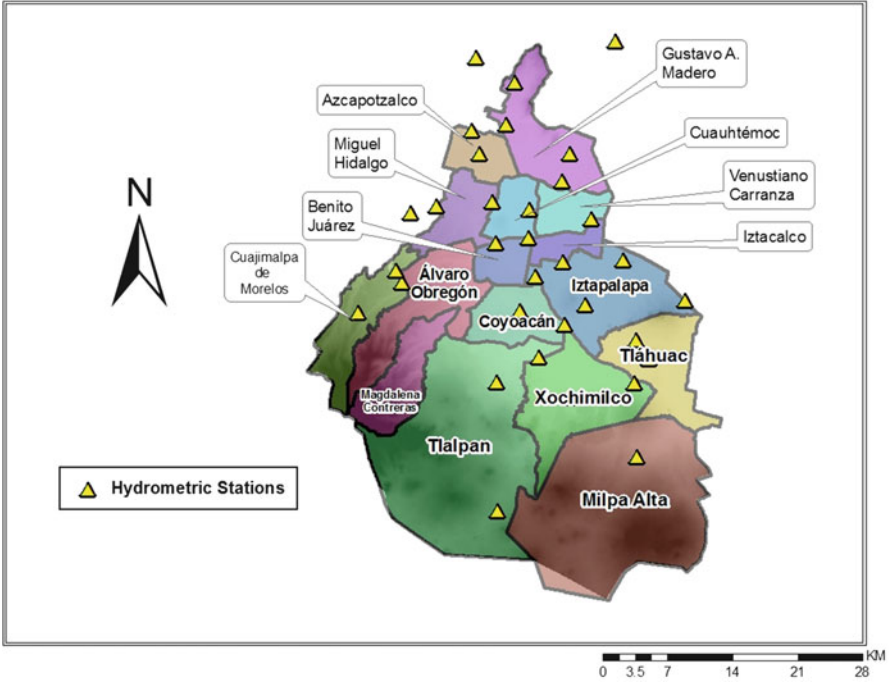 Gustavo A.
Madero
Azcapotzalco
Cuauhtémoc
Miguel
Hidalgo
Venustiano
Carranza
N
Benito
Juárez
Iztacalco
Cuajimalpa
de
Morelos
Álvaro
Obregón
Iztapalapa
Coyoacán
Tláhuac
Magdalena
Contreras
Xochimilco
Tlalpan
Hydrometric Stations
Milpa Alta
KM
0 3.5 7 14 21 28